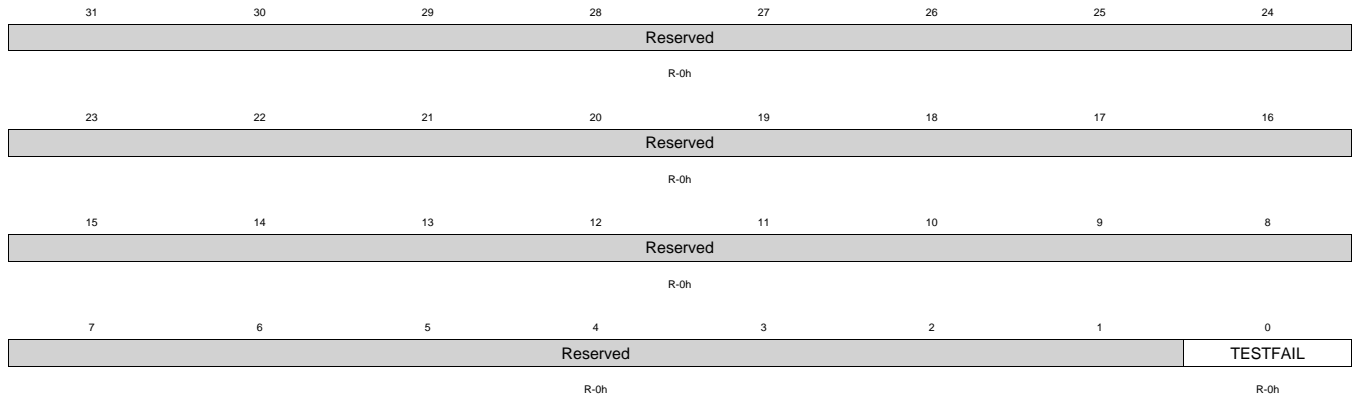 31 30 29 28 27 26 25 24
Reserved
R-0h
23 22 21 20 19 18 17 16
Reserved
R-0h
15 14 13 12 11 10 9 8
Reserved
R-0h
7 6 5 4 3 2 1 0
Reserved TESTFAIL
R-0h R-0h